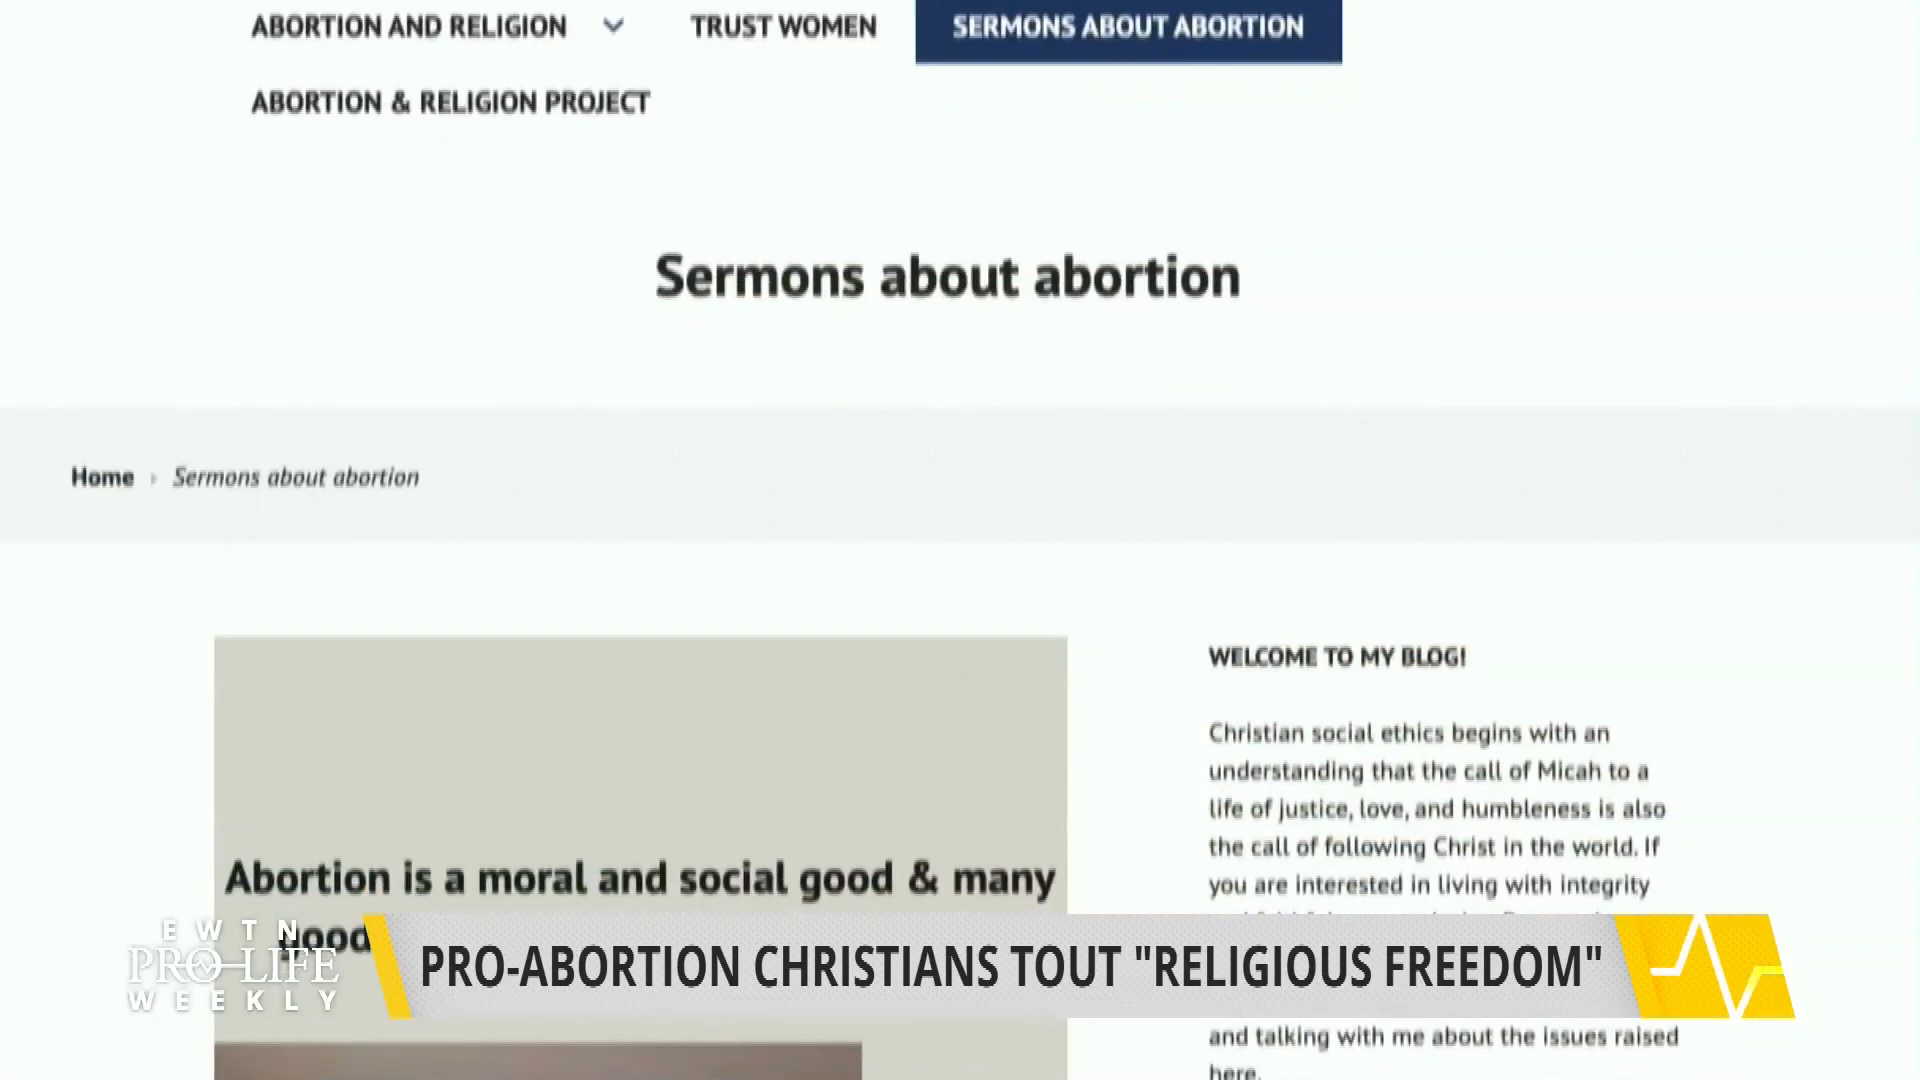 ABORTION AND RELIGION
TRUST WOMEN
SERMONS ABOUT ABORTION
ABORTION & RELIGION PROJECT
Sermons about abortion
Home › Sermons about abortion
Abortion is a moral and social good & many
good
WELCOME TO MY BLOG!
Christian social ethics begins with an
understanding that the call of Micah to a
life of justice, love, and humbleness is also
the call of following Christ in the world. If
you are interested in living with integrity
and talking with me about the issues raised
here.
EWTN
PRO-LIFE
WEEKLY
PRO-ABORTION CHRISTIANS TOUT "RELIGIOUS FREEDOM"